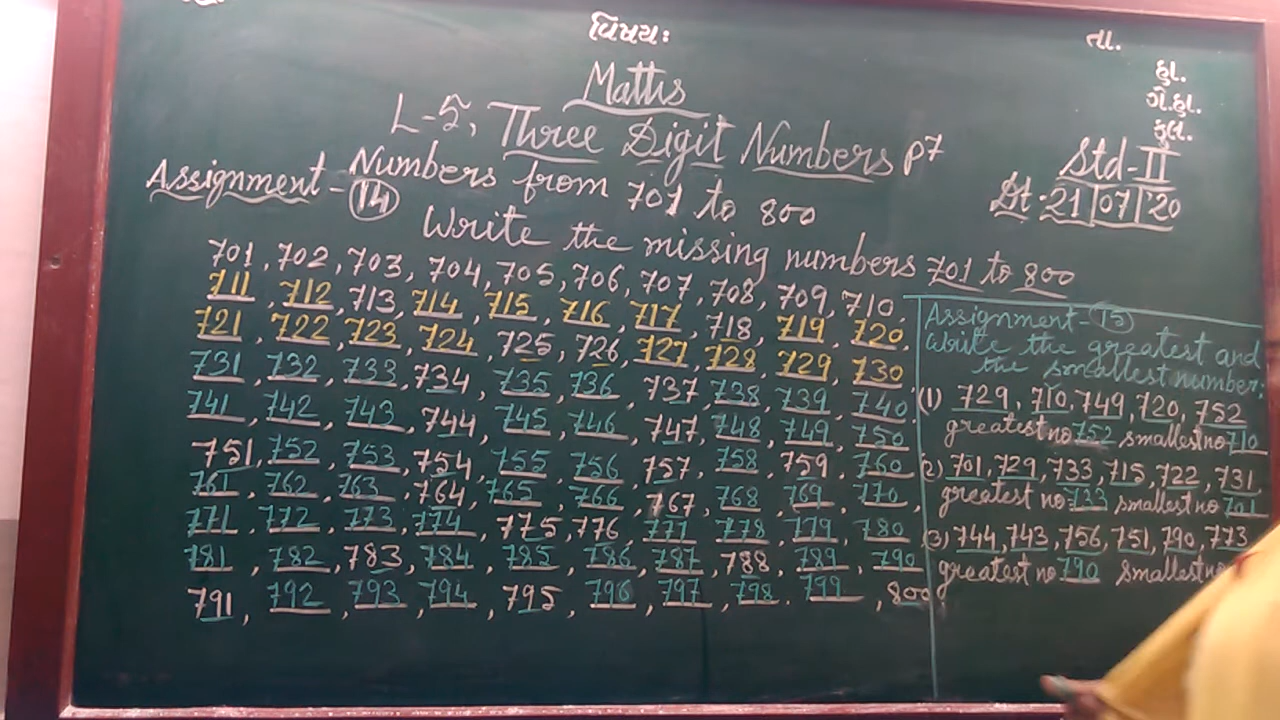 વિષય:
તા.
હા.
ગે.હા.
કુલ.
Maths
L-5, Three Digit Numbers P7
Std-II
Dt:21|07|'20
Numbers from 701 to 800
Assignment-14
Write the missing numbers 701 to 800
701, 702, 703, 704, 705, 706, 707, 708, 709, 710,
711, 712, 713, 714, 715, 716, 717, 718, 719, 720,
721, 722, 723, 724, 725, 726, 727, 728, 729, 730,
731, 732, 733, 734, 735, 736, 737, 738, 739, 740,
741, 742, 743, 744, 745, 746, 747, 748, 749, 750,
751, 752, 753, 754, 755, 756, 757, 758, 759, 760,
761, 762, 763, 764, 765, 766, 767, 768, 769, 770,
771, 772, 773, 774, 775, 776, 777, 778, 779, 780,
781, 782, 783, 784, 785, 786, 787, 788, 789, 790
791, 792, 793, 794, 795, 796, 797, 798. 799, 800.
Assignment-15
Write the greatest and
the smallest number.
(1) 729, 710, 749, 720, 752
greatest no 752 smallest no 710
(2) 701, 729, 733, 715, 722, 731
greatest no 733 smallest no 701
(3) 744, 743, 756, 751, 790, 773
greatest no 790 smallest no